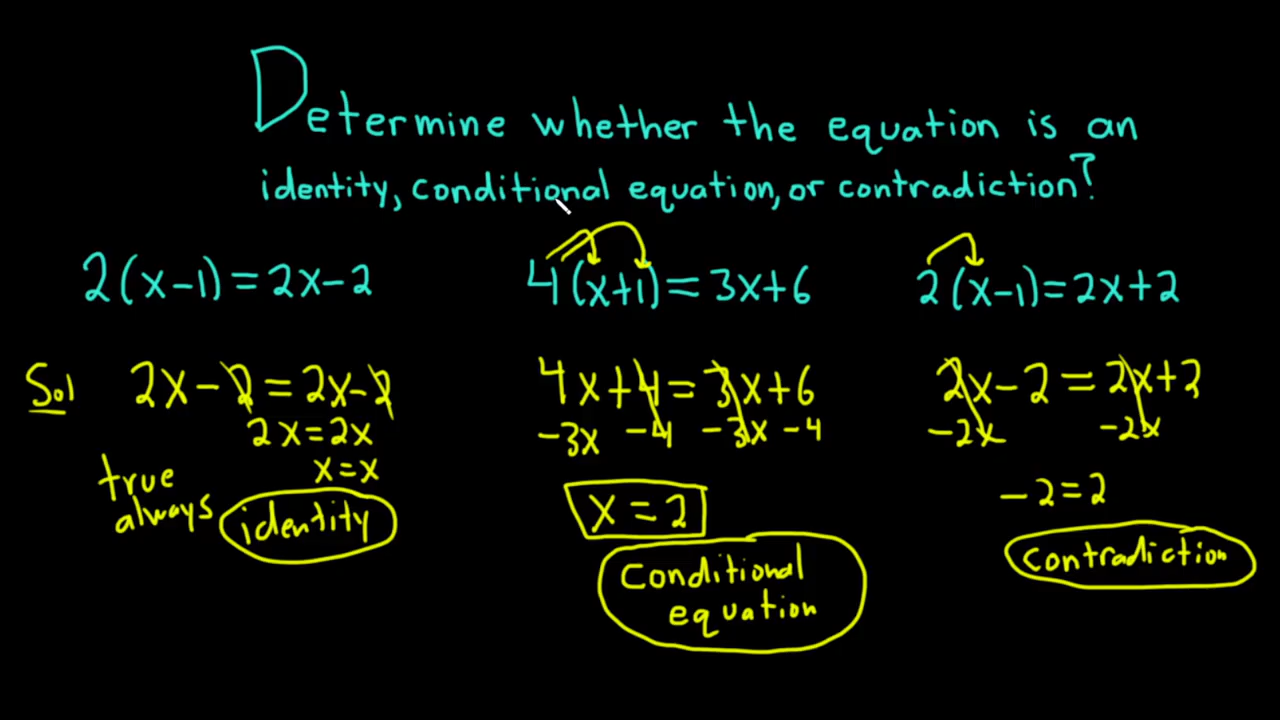 Determine whether the equation is an
identity, conditional equation, or contradiction?
2(x-1)=2x-2
4(x+1)=3x+6
2(x-1)=2x+2
Sol
2x-2=2x-2
2x=2x
x=x
true
always
identity
4x+4=3x+6
-3x -4 -3x -4
x=2
Conditional
equation
2x-2=2x+2
-2x -2x
-2=2
Contradiction